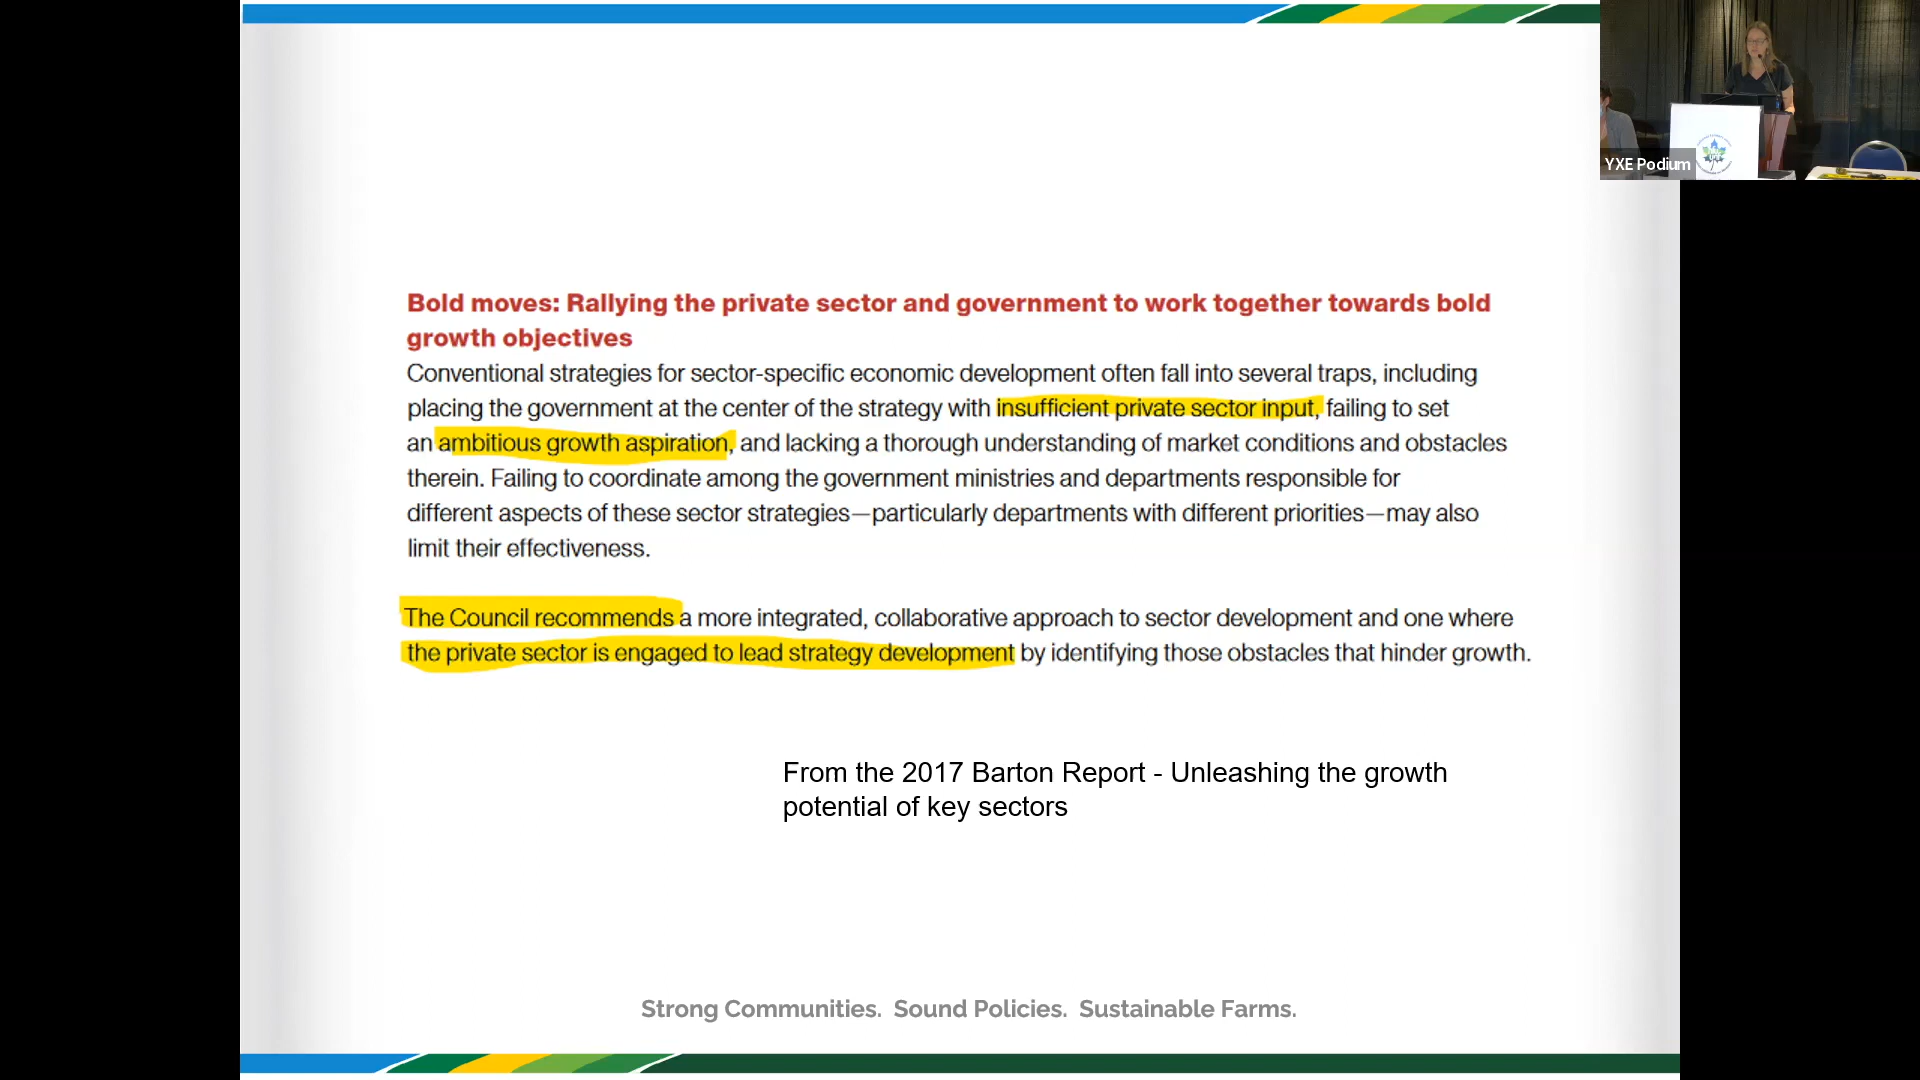 YXE Podium
Bold moves: Rallying the private sector and government to work together towards bold
growth objectives
Conventional strategies for sector-specific economic development often fall into several traps, including
placing the government at the center of the strategy with insufficient private sector input, failing to set
an ambitious growth aspiration, and lacking a thorough understanding of market conditions and obstacles
therein. Failing to coordinate among the government ministries and departments responsible for
different aspects of these sector strategies—particularly departments with different priorities—may also
limit their effectiveness.
The Council recommends a more integrated, collaborative approach to sector development and one where
the private sector is engaged to lead strategy development by identifying those obstacles that hinder growth.
From the 2017 Barton Report - Unleashing the growth
potential of key sectors
Strong Communities. Sound Policies. Sustainable Farms.